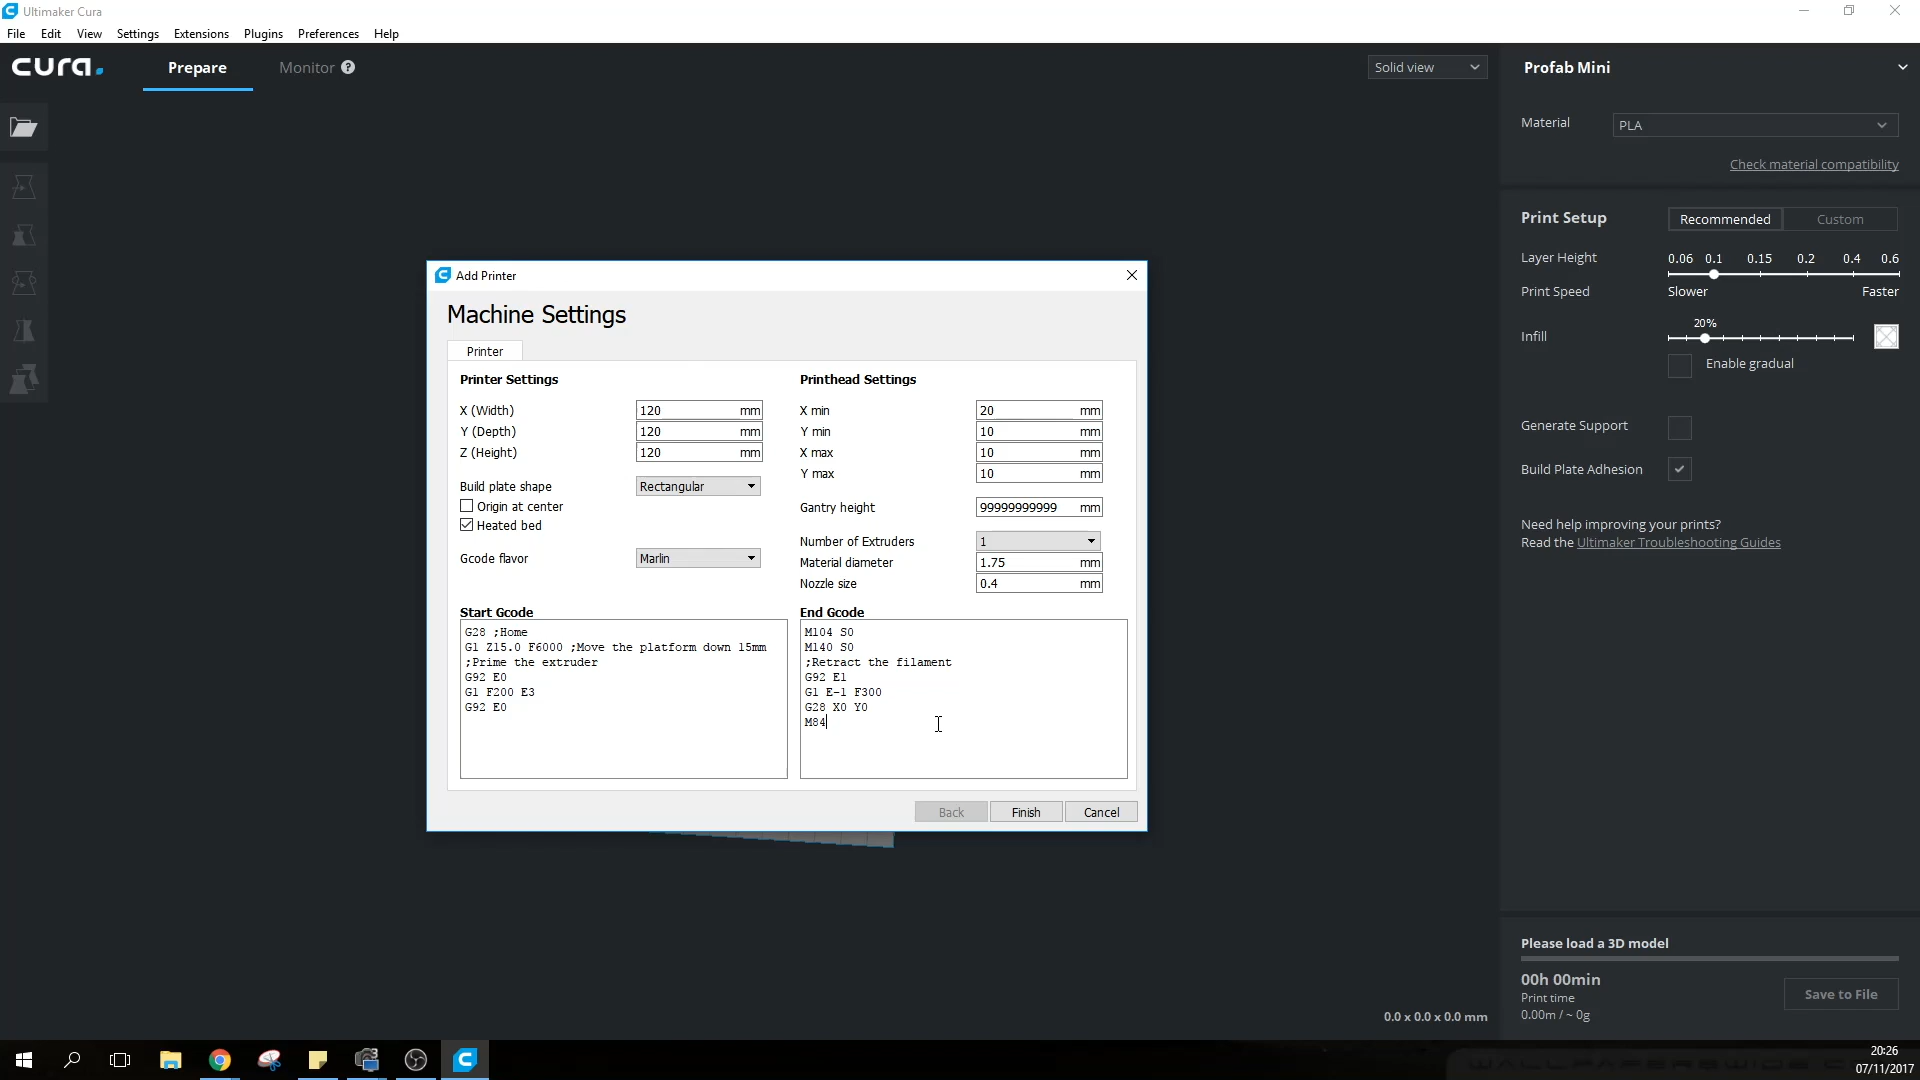 Ultimaker Cura
File Edit View Settings Extensions Plugins Preferences Help
cura.
Prepare
Monitor ?
Solid view
Profab Mini
Material
PLA
Check material compatibility
Print Setup
Recommended
Custom
Layer Height
0.06 0.1 0.15 0.2 0.4 0.6
Print Speed
Slower
Faster
20%
Infill
Enable gradual
Generate Support
Build Plate Adhesion
Need help improving your prints?
Read the Ultimaker Troubleshooting Guides
Add Printer
Machine Settings
Printer
Printer Settings
X (Width) 120 mm
Y (Depth) 120 mm
Z (Height) 120 mm
Build plate shape Rectangular
Origin at center
Heated bed
Gcode flavor Marlin
Printhead Settings
X min 20 mm
Y min 10 mm
X max 10 mm
Y max 10 mm
Gantry height 99999999999 mm
Number of Extruders 1
Material diameter 1.75 mm
Nozzle size 0.4 mm
Start Gcode
G28 ;Home
G1 Z15.0 F6000 ;Move the platform down 15mm
;Prime the extruder
G92 E0
G1 F200 E3
G92 E0
End Gcode
M104 S0
M140 S0
;Retract the filament
G92 E1
G1 E-1 F300
G28 X0 Y0
M84
Back
Finish
Cancel
Please load a 3D model
00h 00min
Print time
0.00m / ~ 0g
Save to File
0.0 x 0.0 x 0.0 mm
20:26
07/11/2017